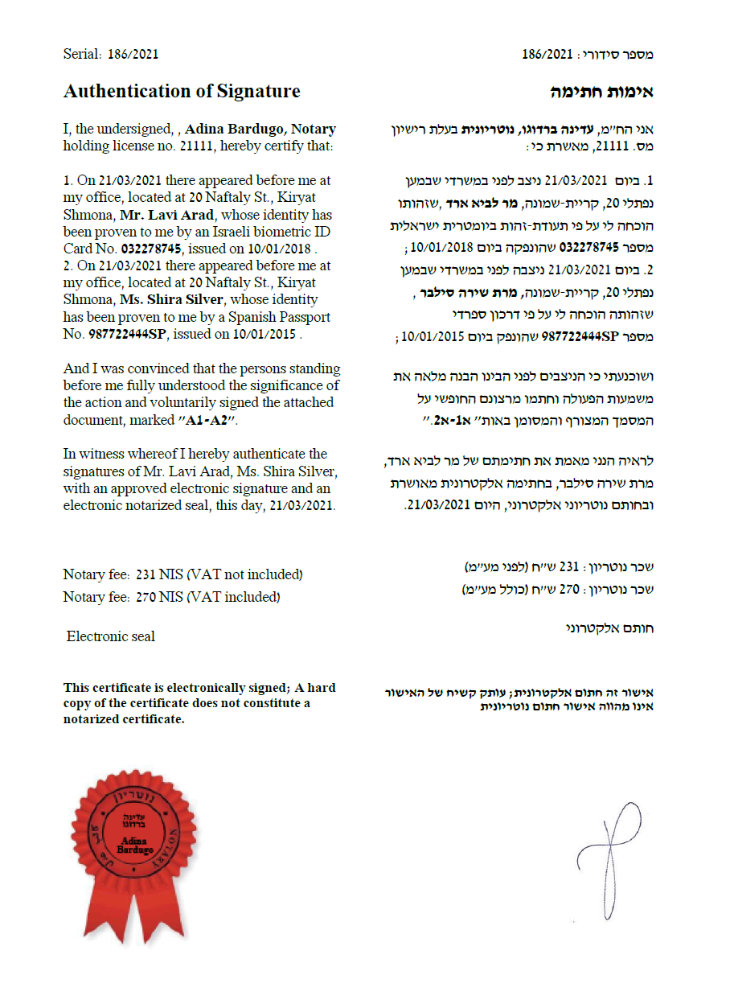 Serial: 186/2021
Authentication of Signature
I, the undersigned, , Adina Bardugo, Notary
holding license no. 21111, hereby certify that:
1. On 21/03/2021 there appeared before me at
my office, located at 20 Naftaly St., Kiryat
Shmona, Mr. Lavi Arad, whose identity has
been proven to me by an Israeli biometric ID
Card No. 032278745, issued on 10/01/2018 .
2. On 21/03/2021 there appeared before me at
my office, located at 20 Naftaly St., Kiryat
Shmona, Ms. Shira Silver, whose identity
has been proven to me by a Spanish Passport
No. 987722444SP, issued on 10/01/2015 .
And I was convinced that the persons standing
before me fully understood the significance of
the action and voluntarily signed the attached
document, marked "A1-A2".
In witness whereof I hereby authenticate the
signatures of Mr. Lavi Arad, Ms. Shira Silver,
with an approved electronic signature and an
electronic notarized seal, this day, 21/03/2021.
Notary fee: 231 NIS (VAT not included)
Notary fee: 270 NIS (VAT included)
Electronic seal
This certificate is electronically signed; A hard
copy of the certificate does not constitute a
notarized certificate.
מספר סידורי: 186/2021
אימות חתימה
אני הח"מ, עדינה ברדוגו, נוטריונית בעלת רישיון
מס. 21111, מאשרת כי:
1. ביום 21/03/2021 ניצב לפני במשרדי שבמען
נפתלי 20, קריית-שמונה, מר לביא ארד ,שזהותו
הוכחה לי על פי תעודת-זהות ביומטרית ישראלית
מספר 032278745 שהונפקה ביום 10/01/2018;
2. ביום 21/03/2021 ניצבה לפני במשרדי שבמען
נפתלי 20, קריית-שמונה, מרת שירה סילבר ,
שזהותה הוכחה לי על פי דרכון ספרדי
מספר 987722444SP שהונפק ביום 10/01/2015;
ושוכנעתי כי הניצבים לפני הבינו הבנה מלאה את
משמעות הפעולה וחתמו מרצונם החופשי על
המסמך המצורף והמסומן באות" א1-א2.”
לראיה הנני מאמת את חתימתם של מר לביא ארד,
מרת שירה סילבר, בחתימה אלקטרונית מאושרת
ובחותם נוטריוני אלקטרוני, היום 21/03/2021.
שכר נוטריון: 231 ש"ח (לפני מע"מ)
שכר נוטריון: 270 ש"ח (כולל מע"מ)
חותם אלקטרוני
אישור זה חתום אלקטרונית; עותק קשיח של האישור
אינו מהווה אישור חתום נוטריונית
נוטריון
עדינה
ברדוגו
Adina
Bardugo
NOTARY